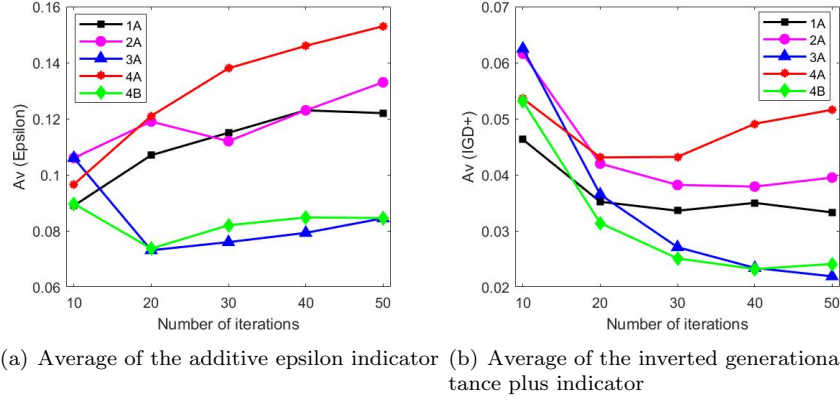 0.16
0.14
0.12
0.1
0.08
0.06
Av (Epsilon)
1A
2A
3A
4A
4B
10 20 30 40 50
Number of iterations
0.07
0.06
0.05
0.04
0.03
0.02
Av (IGD+)
1A
2A
3A
4A
4B
10 20 30 40 50
Number of iterations
(a) Average of the additive epsilon indicator
(b) Average of the inverted generationa
tance plus indicator